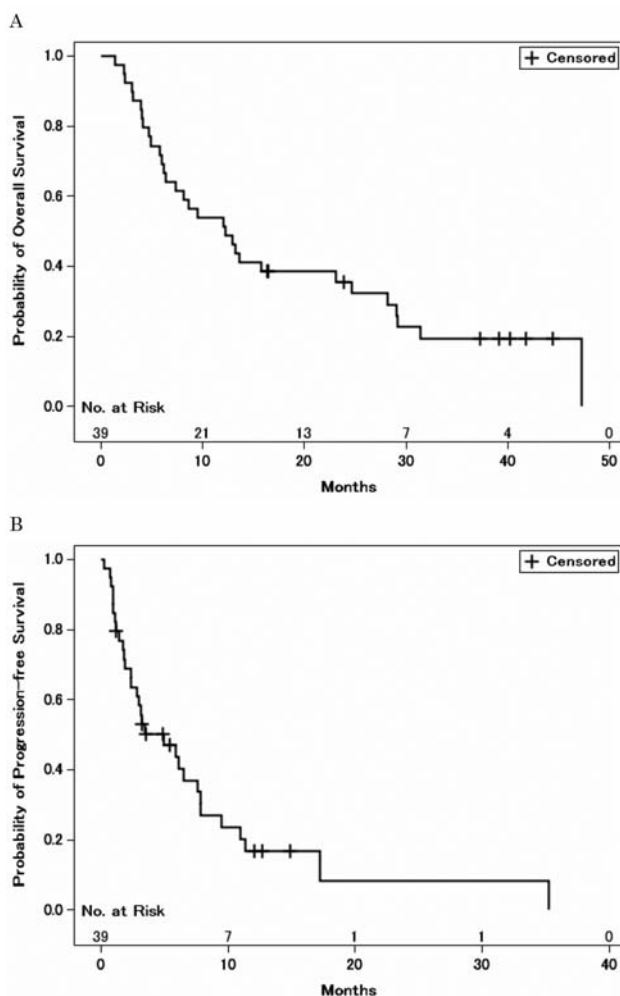 A
1.0
+ Censored
0.8
0.6
0.4
0.2
0.0
Probability of Overall Survival
No. at Risk
39 21 13 7 4 0
0 10 20 30 40 50
Months
B
1.0
+ Censored
0.8
0.6
0.4
0.2
0.0
Probability of Progression-free Survival
No. at Risk
39 7 1 1 0
0 10 20 30 40
Months